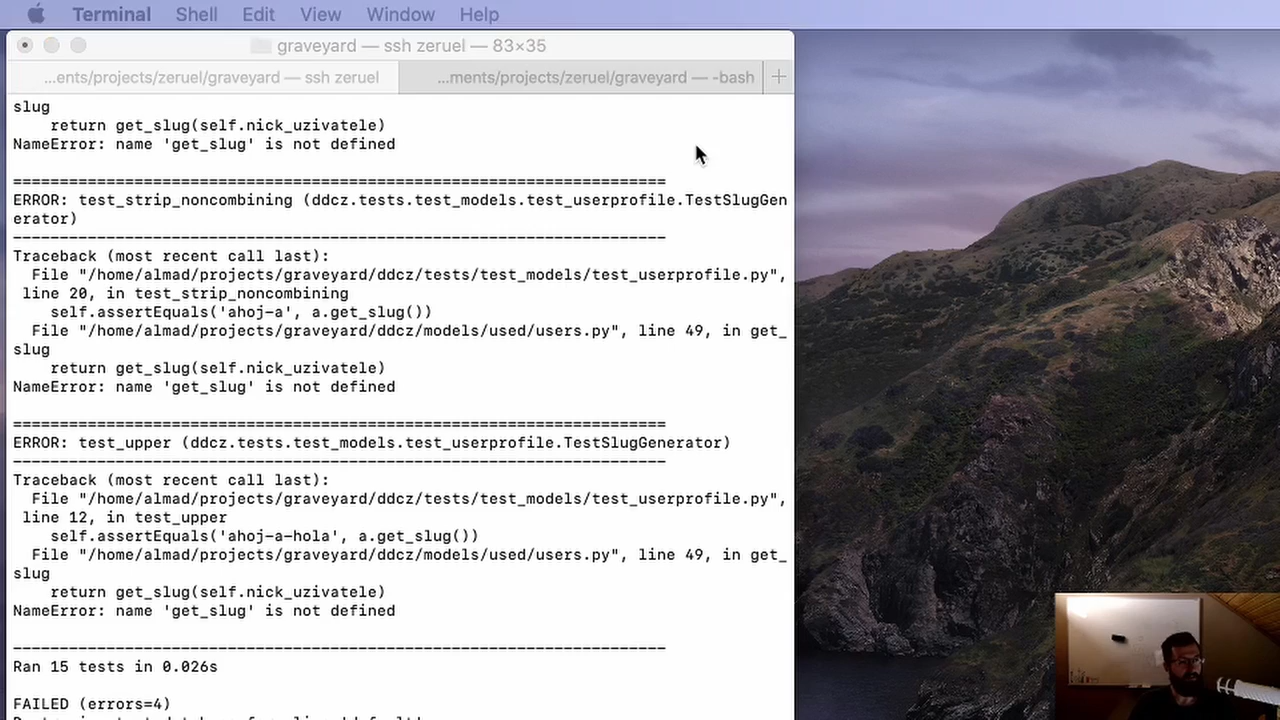 Terminal Shell Edit View Window Help
graveyard — ssh zeruel — 83×35
...ents/projects/zeruel/graveyard — ssh zeruel ...ments/projects/zeruel/graveyard — -bash +
slug
return get_slug(self.nick_uzivatele)
NameError: name 'get_slug' is not defined
======================================================================
ERROR: test_strip_noncombining (ddcz.tests.test_models.test_userprofile.TestSlugGen
erator)
----------------------------------------------------------------------
Traceback (most recent call last):
File "/home/almad/projects/graveyard/ddcz/tests/test_models/test_userprofile.py",
line 20, in test_strip_noncombining
self.assertEquals('ahoj-a', a.get_slug())
File "/home/almad/projects/graveyard/ddcz/models/used/users.py", line 49, in get_
slug
return get_slug(self.nick_uzivatele)
NameError: name 'get_slug' is not defined
======================================================================
ERROR: test_upper (ddcz.tests.test_models.test_userprofile.TestSlugGenerator)
----------------------------------------------------------------------
Traceback (most recent call last):
File "/home/almad/projects/graveyard/ddcz/tests/test_models/test_userprofile.py",
line 12, in test_upper
self.assertEquals('ahoj-a-hola', a.get_slug())
File "/home/almad/projects/graveyard/ddcz/models/used/users.py", line 49, in get_
slug
return get_slug(self.nick_uzivatele)
NameError: name 'get_slug' is not defined
----------------------------------------------------------------------
Ran 15 tests in 0.026s
FAILED (errors=4)